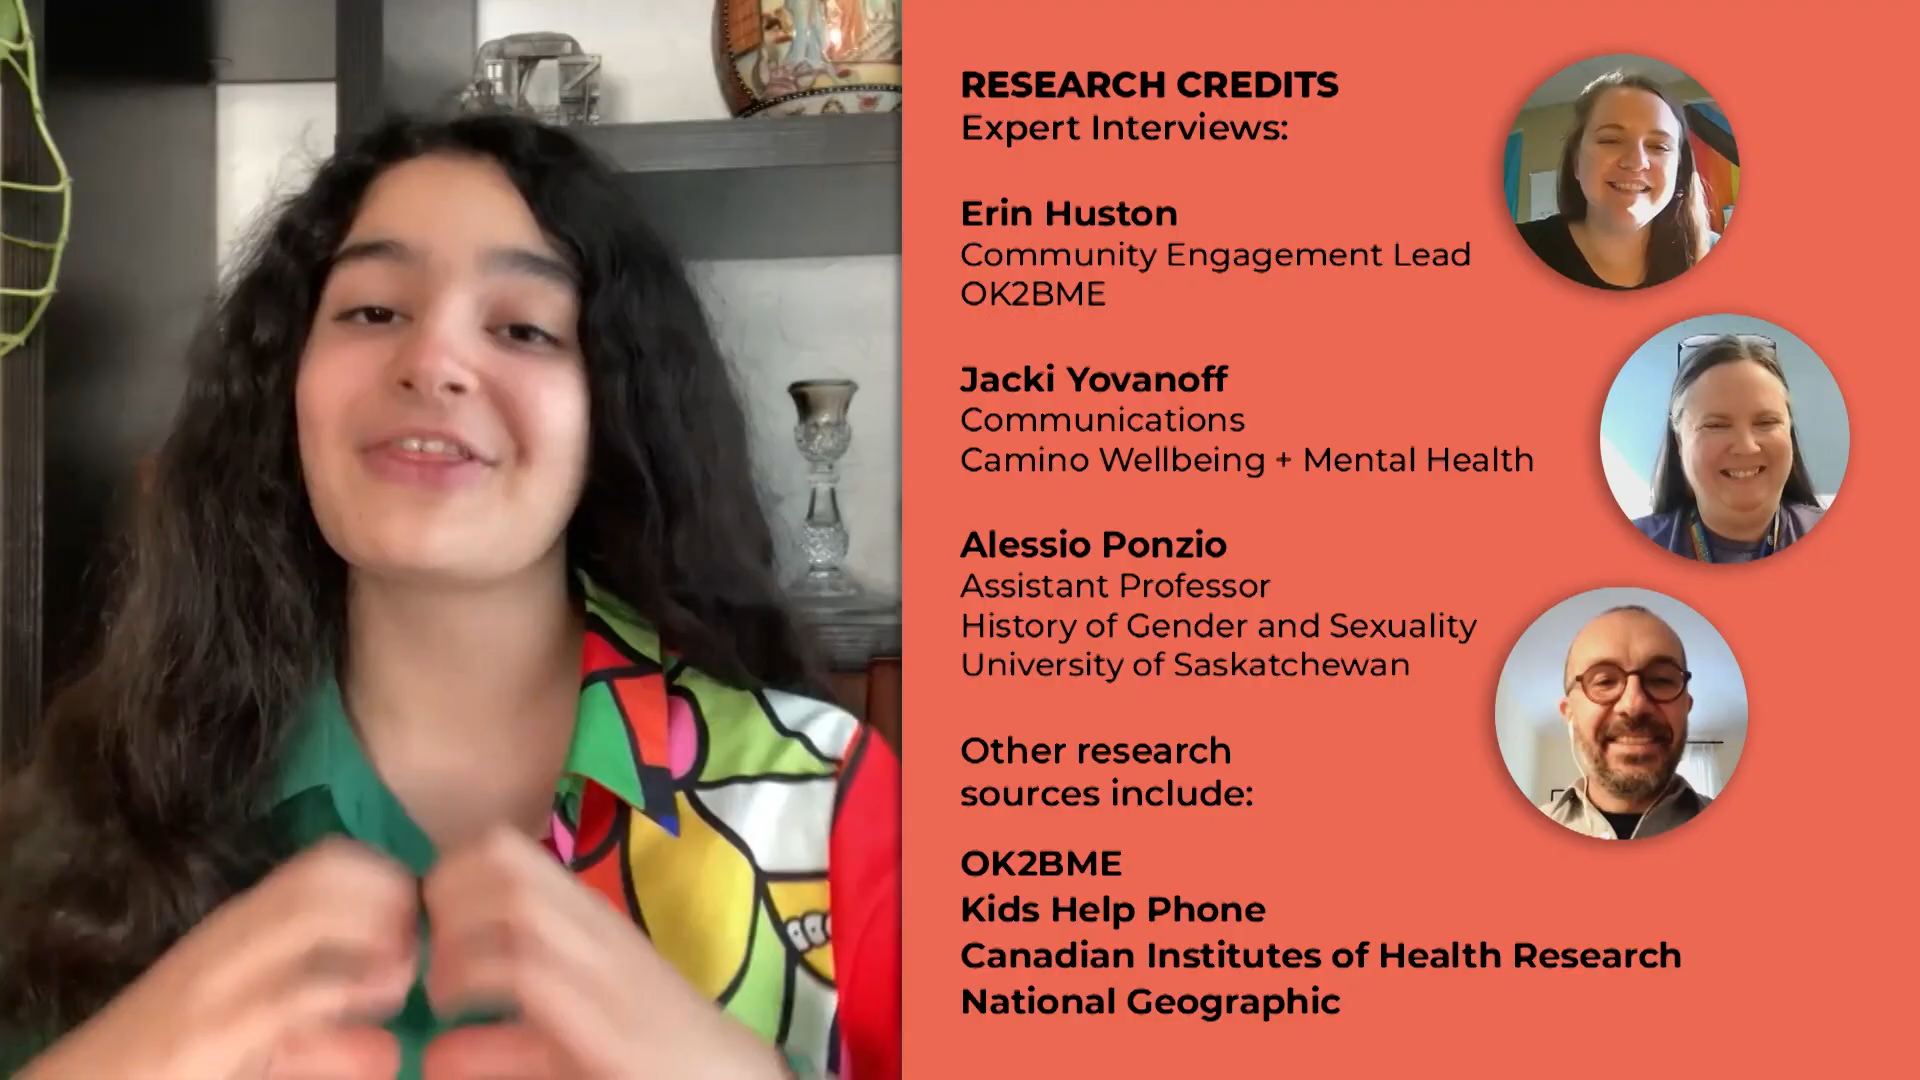 RESEARCH CREDITS
Expert Interviews:
Erin Huston
Community Engagement Lead
OK2BME
Jacki Yovanoff
Communications
Camino Wellbeing + Mental Health
Alessio Ponzio
Assistant Professor
History of Gender and Sexuality
University of Saskatchewan
Other research
sources include:
OK2BME
Kids Help Phone
Canadian Institutes of Health Research
National Geographic